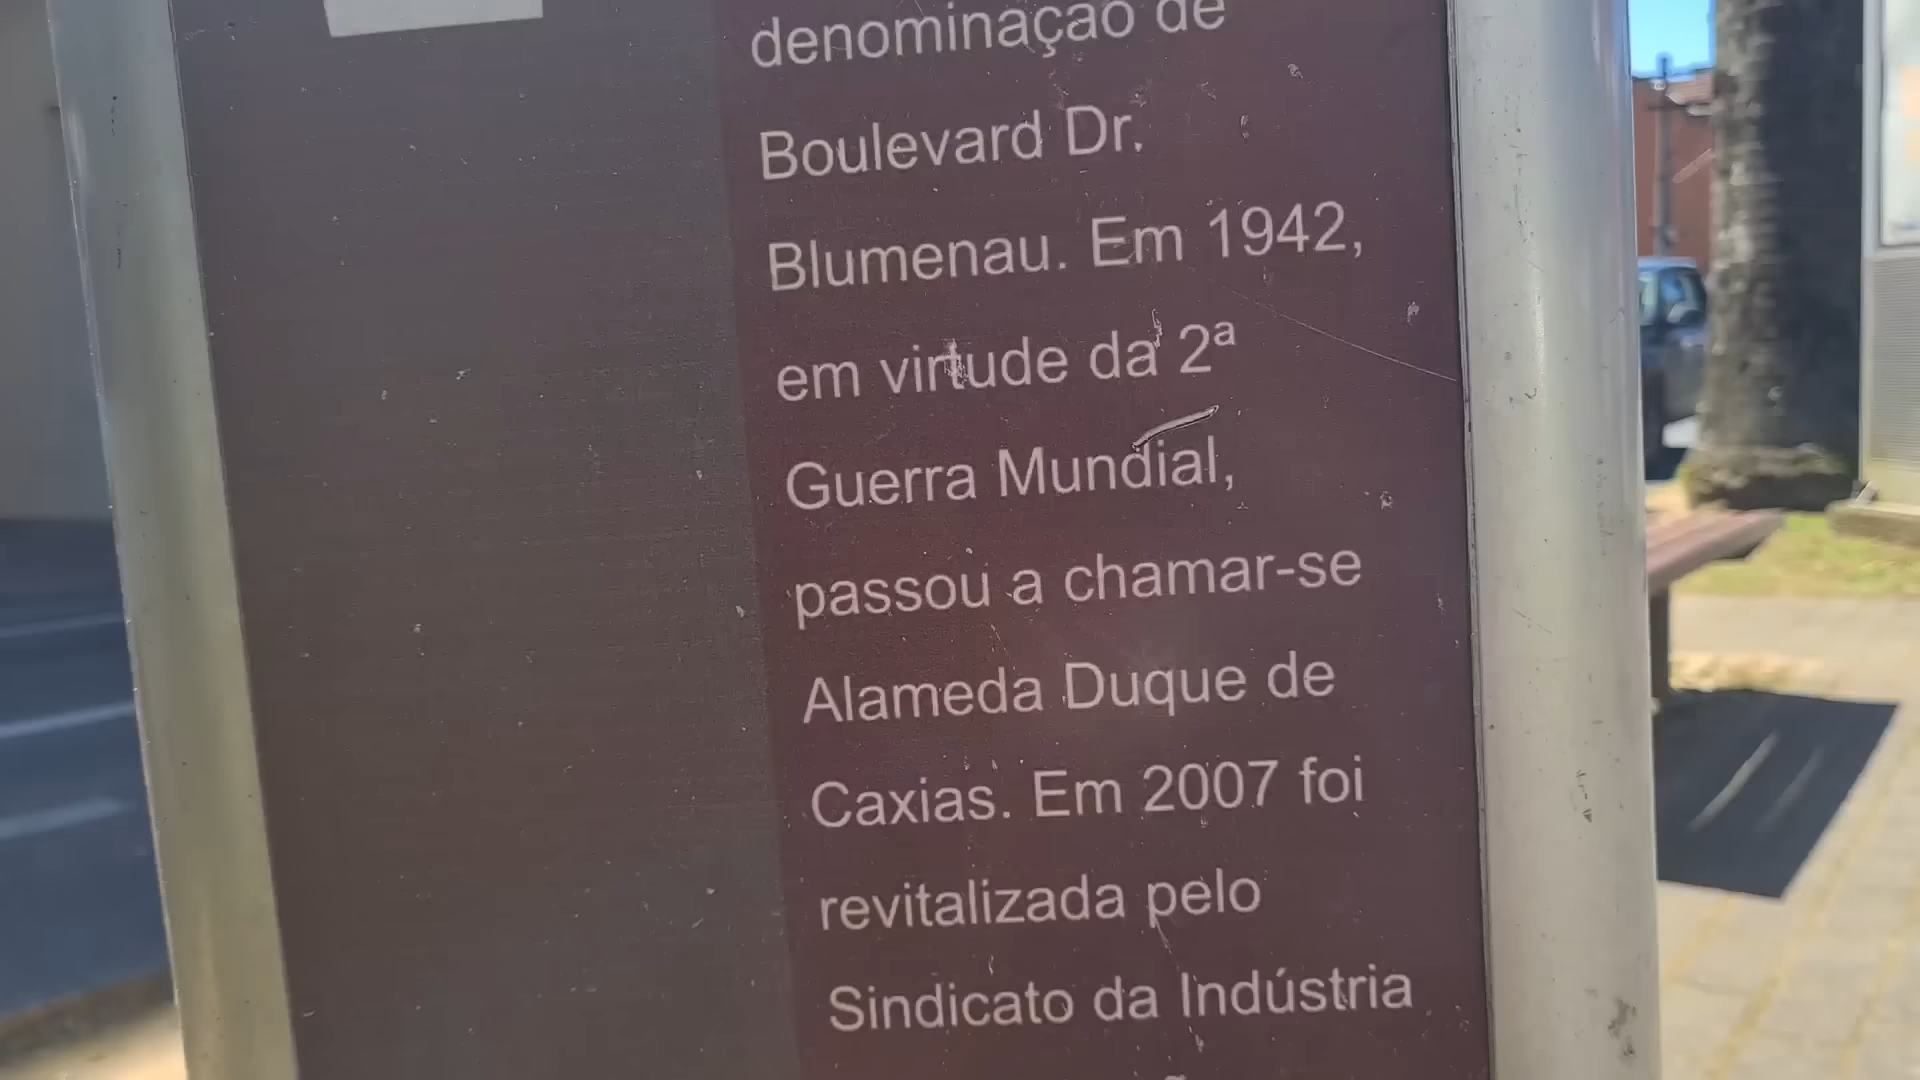 denominação de
Boulevard Dr.
Blumenau. Em 1942,
em virtude da 2ª
Guerra Mundial,
passou a chamar-se
Alameda Duque de
Caxias. Em 2007 foi
revitalizada pelo
Sindicato da Indústria